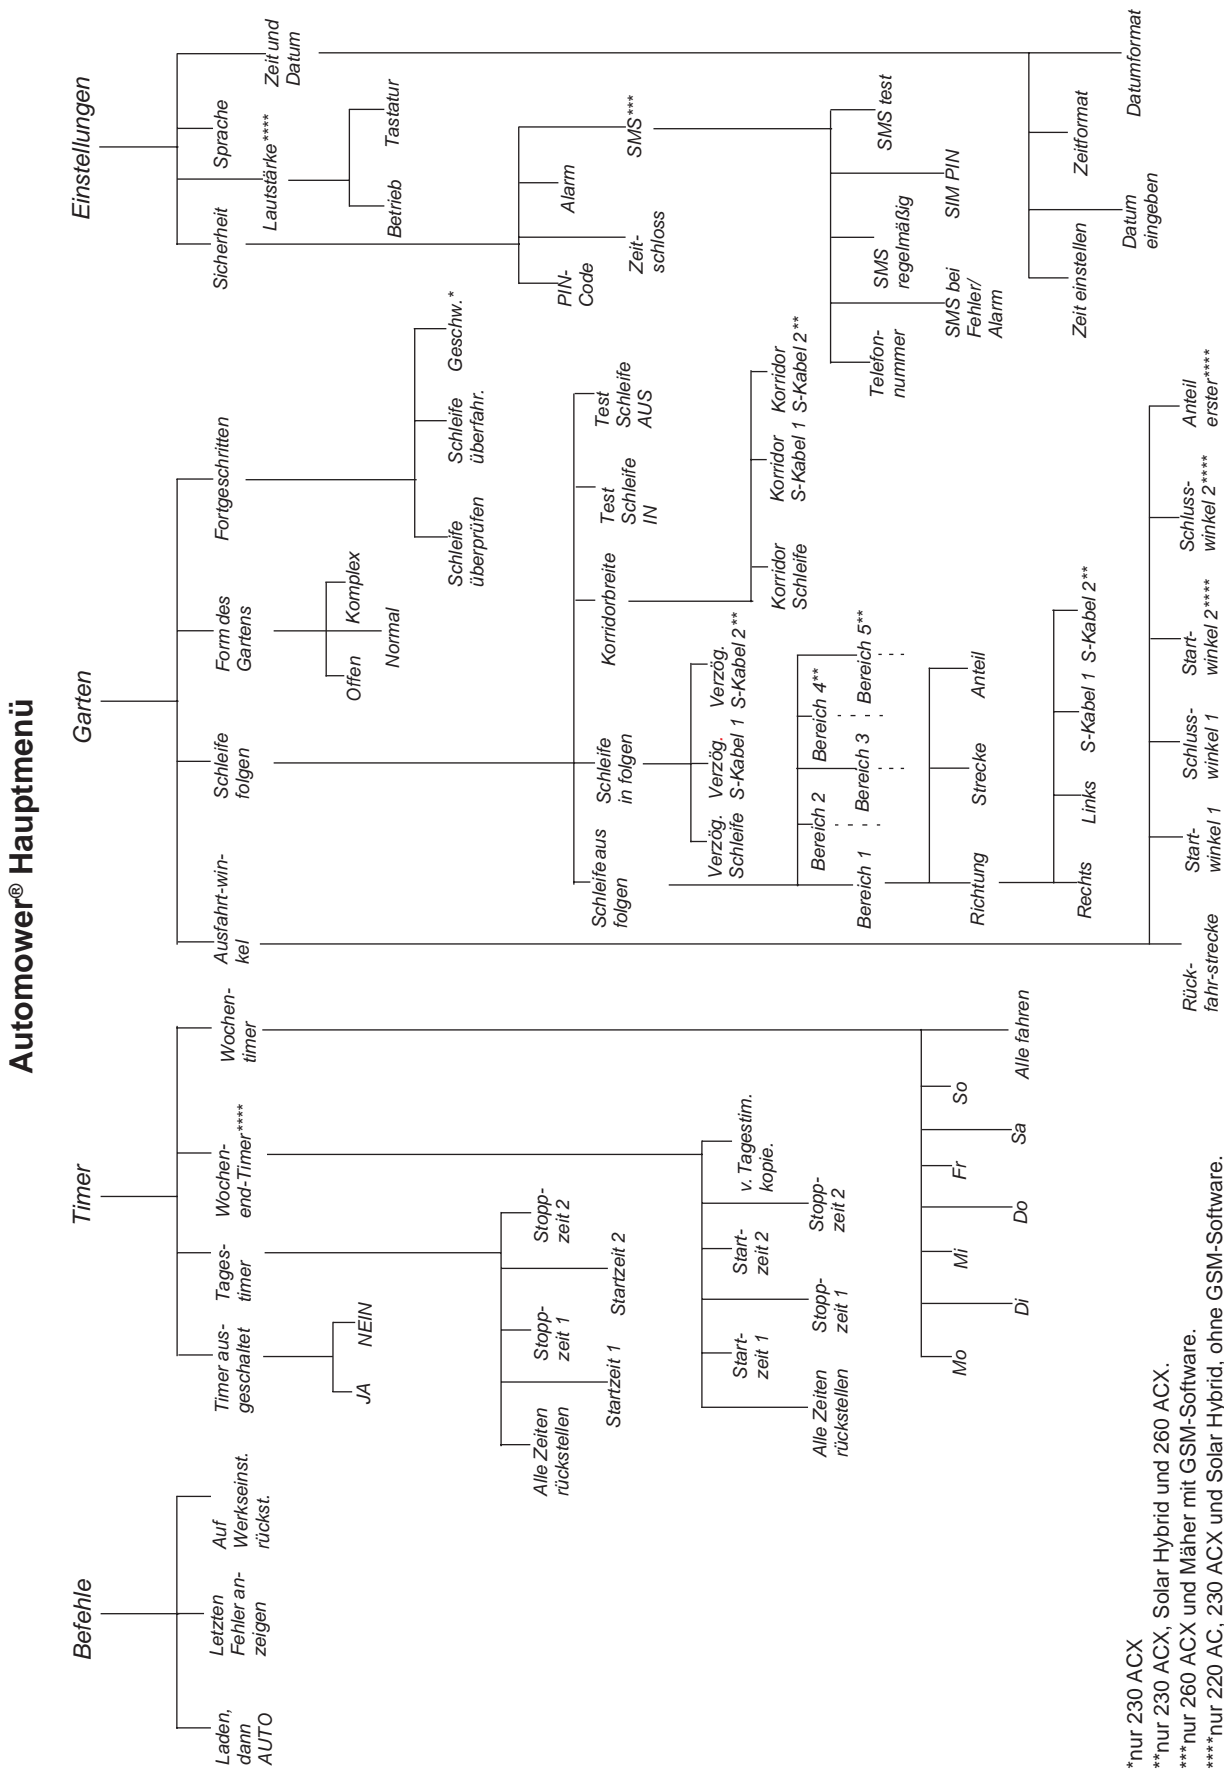 Automower® Hauptmenü
Befehle
Laden,
dann
AUTO
Letzten
Fehler an-
zeigen
Auf
Werkseinst.
rückst.
Timer
Timer aus-
geschaltet
JA
NEIN
Tages-
timer
Alle Zeiten
rückstellen
Startzeit 1
Stopp-
zeit 1
Startzeit 2
Stopp-
zeit 2
Wochen-
end-Timer****
Alle Zeiten
rückstellen
Start-
zeit 1
Stopp-
zeit 1
Start-
zeit 2
Stopp-
zeit 2
v. Tagestim.
kopie.
Wochen-
timer
Mo
Di
Mi
Do
Fr
Sa
So
Alle fahren
Garten
Ausfahrt-win-
kel
Rück-
fahr-strecke
Start-
winkel 1
Schluss-
winkel 1
Start-
winkel 2****
Schluss-
winkel 2****
Anteil
erster****
Schleife
folgen
Schleife aus
folgen
Bereich 1
Bereich 2
Bereich 3
Bereich 4**
Bereich 5**
Richtung
Strecke
Anteil
Rechts
Links
S-Kabel 1
S-Kabel 2**
Schleife
in folgen
Verzög.
Schleife
Verzög.
S-Kabel 1
Verzög.
S-Kabel 2**
Korridorbreite
Korridor
Schleife
Korridor
S-Kabel 1
Korridor
S-Kabel 2**
Test
Schleife
IN
Test
Schleife
AUS
Form des
Gartens
Offen
Normal
Komplex
Fortgeschritten
Schleife
überprüfen
Schleife
überfahr.
Geschw.*
Einstellungen
Sicherheit
PIN-
Code
Zeit-
schloss
Alarm
SMS***
Telefon-
nummer
SMS bei
Fehler/
Alarm
SMS
regelmäßig
SIM PIN
SMS test
Lautstärke****
Betrieb
Tastatur
Sprache
Zeit und
Datum
Zeit einstellen
Datum
eingeben
Zeitformat
Datumformat
*nur 230 ACX
**nur 230 ACX, Solar Hybrid und 260 ACX.
***nur 260 ACX und Mäher mit GSM-Software.
****nur 220 AC, 230 ACX und Solar Hybrid, ohne GSM-Software.